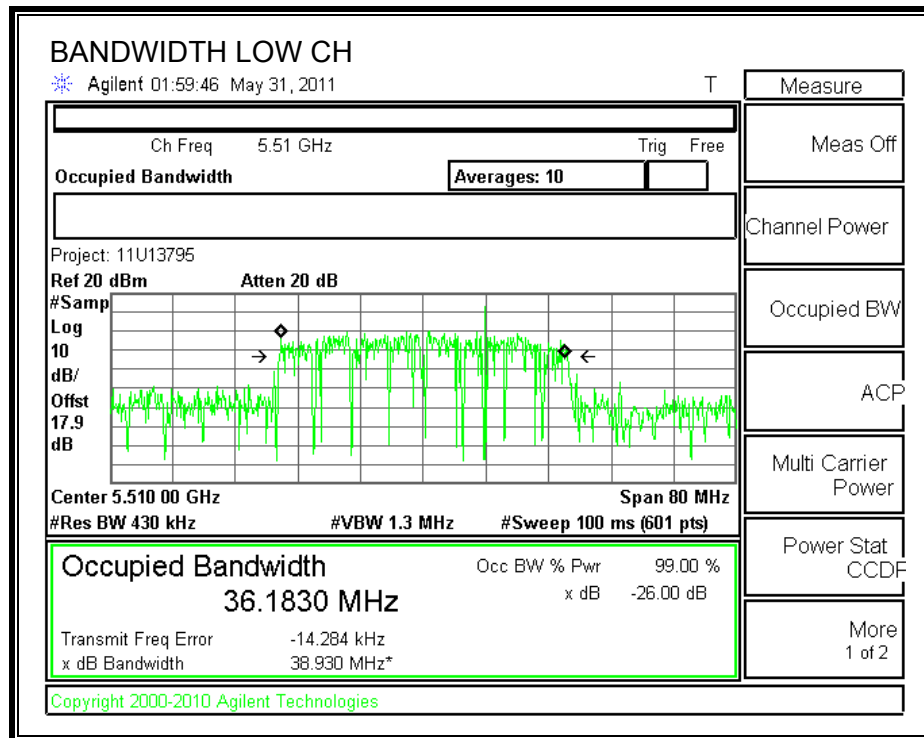 BANDWIDTH LOW CH
Agilent 01:59:46 May 31, 2011 T
Measure
Ch Freq 5.51 GHz Trig Free
Meas Off
Occupied Bandwidth Averages: 10
Channel Power
Project: 11U13795
Ref 20 dBm Atten 20 dB
#Samp
Log
10
dB/
Offst
17.9
dB
Occupied BW
ACP
Multi Carrier
Power
Center 5.510 00 GHz Span 80 MHz
#Res BW 430 kHz #VBW 1.3 MHz #Sweep 100 ms (601 pts)
Power Stat
CCDF
Occupied Bandwidth Occ BW % Pwr 99.00 %
36.1830 MHz x dB -26.00 dB
Transmit Freq Error -14.284 kHz
x dB Bandwidth 38.930 MHz*
More
1 of 2
Copyright 2000-2010 Agilent Technologies